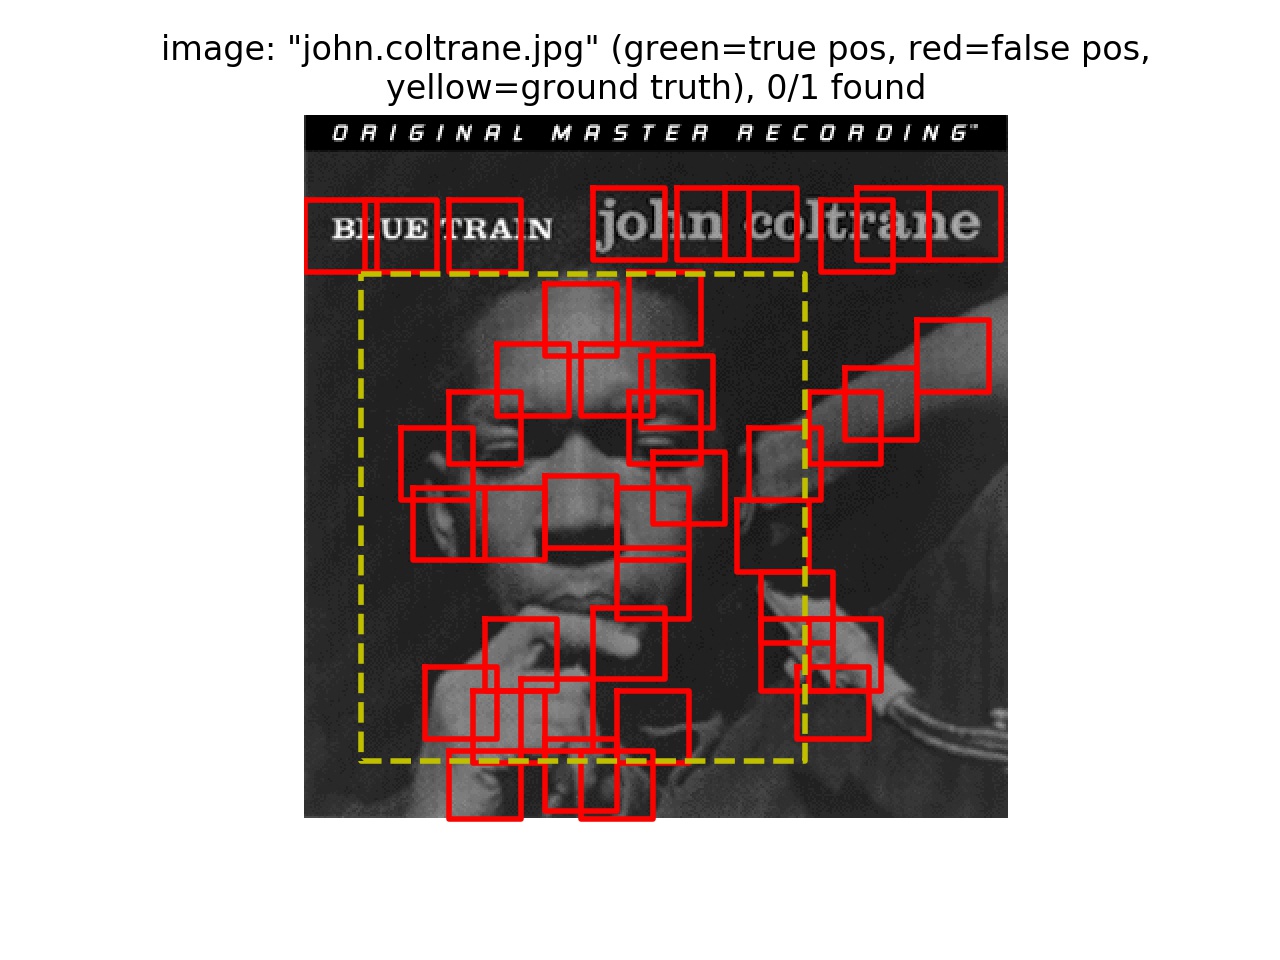 image: "john.coltrane.jpg" (green=true pos, red=false pos,
yellow=ground truth), 0/1 found
ORIGINAL MASTER RECORDING™
BLUE TRAIN john coltrane